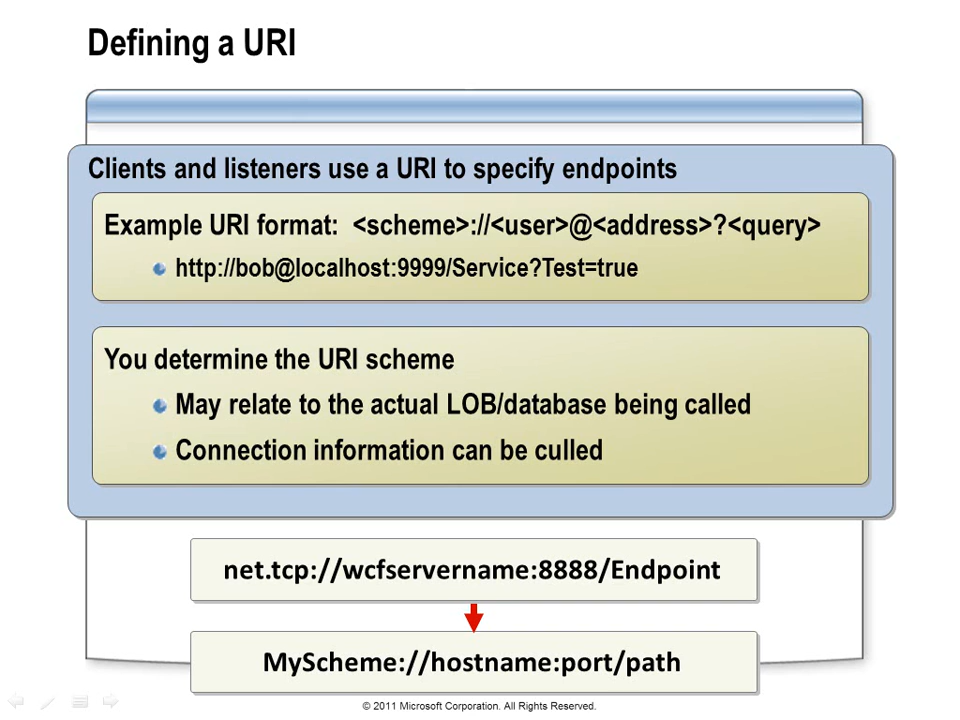 Defining a URI
Clients and listeners use a URI to specify endpoints
Example URI format:  <scheme>://<user>@<address>?<query>
http://bob@localhost:9999/Service?Test=true
You determine the URI scheme
May relate to the actual LOB/database being called
Connection information can be culled
net.tcp://wcfservername:8888/Endpoint
MyScheme://hostname:port/path
© 2011 Microsoft Corporation. All Rights Reserved.